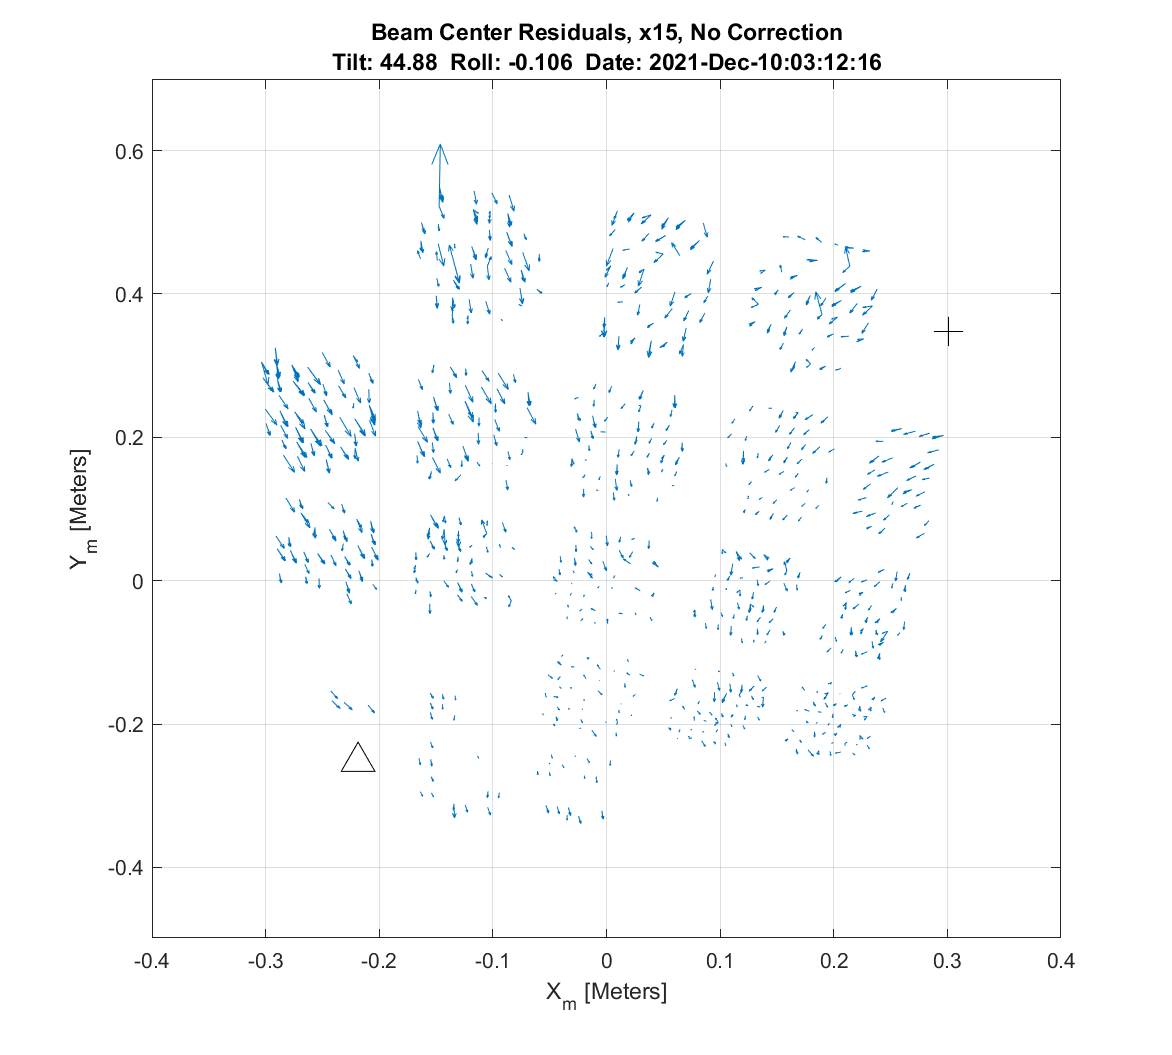 Beam Center Residuals, x15, No Correction
Tilt: 44.88  Roll: -0.106  Date: 2021-Dec-10:03:12:16
0.6
0.4
0.2
0
-0.2
-0.4
Y_m [Meters]
-0.4 -0.3 -0.2 -0.1 0 0.1 0.2 0.3 0.4
X_m [Meters]